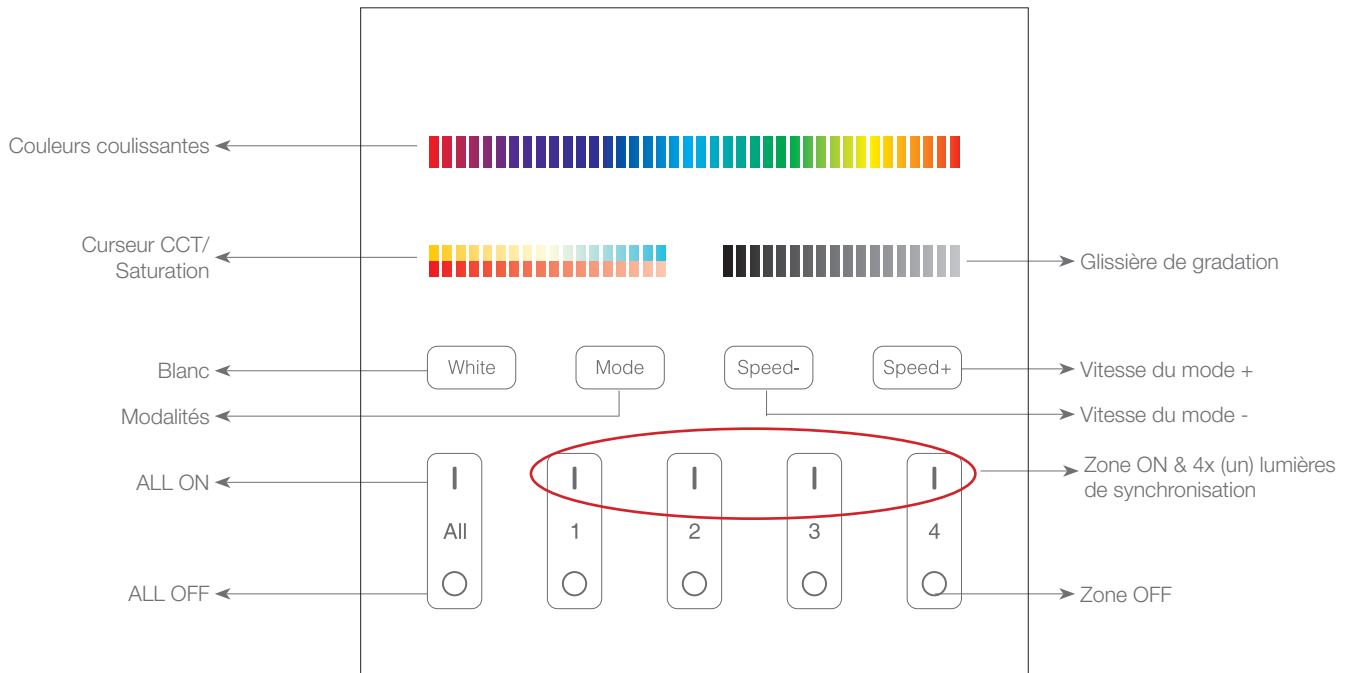 Couleurs coulissantes
Curseur CCT/
Saturation
Glissière de gradation
Blanc
White
Mode
Speed-
Speed+
Vitesse du mode +
Modalités
Vitesse du mode -
ALL ON
Zone ON & 4x (un) lumières
de synchronisation
All
1
2
3
4
ALL OFF
Zone OFF